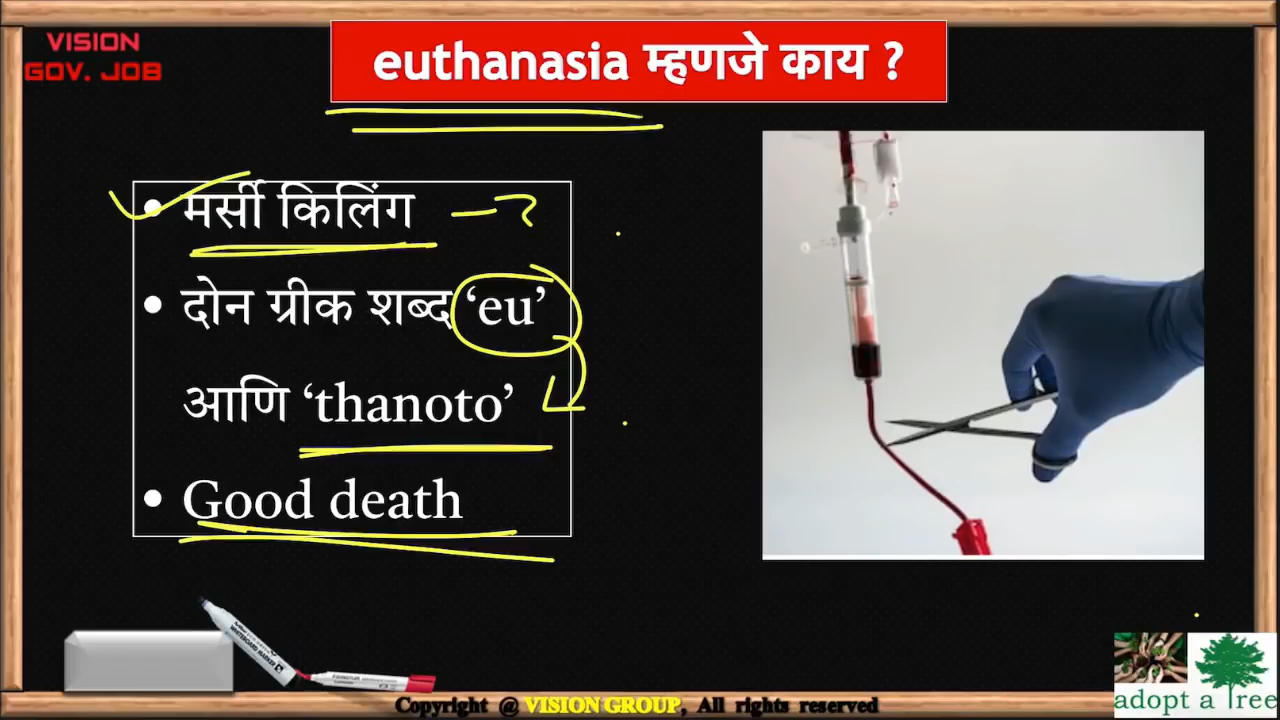 VISION
GOV. JOB
euthanasia म्हणजे काय ?
• मर्सी किलिंग
• दोन ग्रीक शब्द ‘eu’
आणि ‘thanoto’
• Good death
adopt a Tree
Copyright @ VISION GROUP, All rights reserved